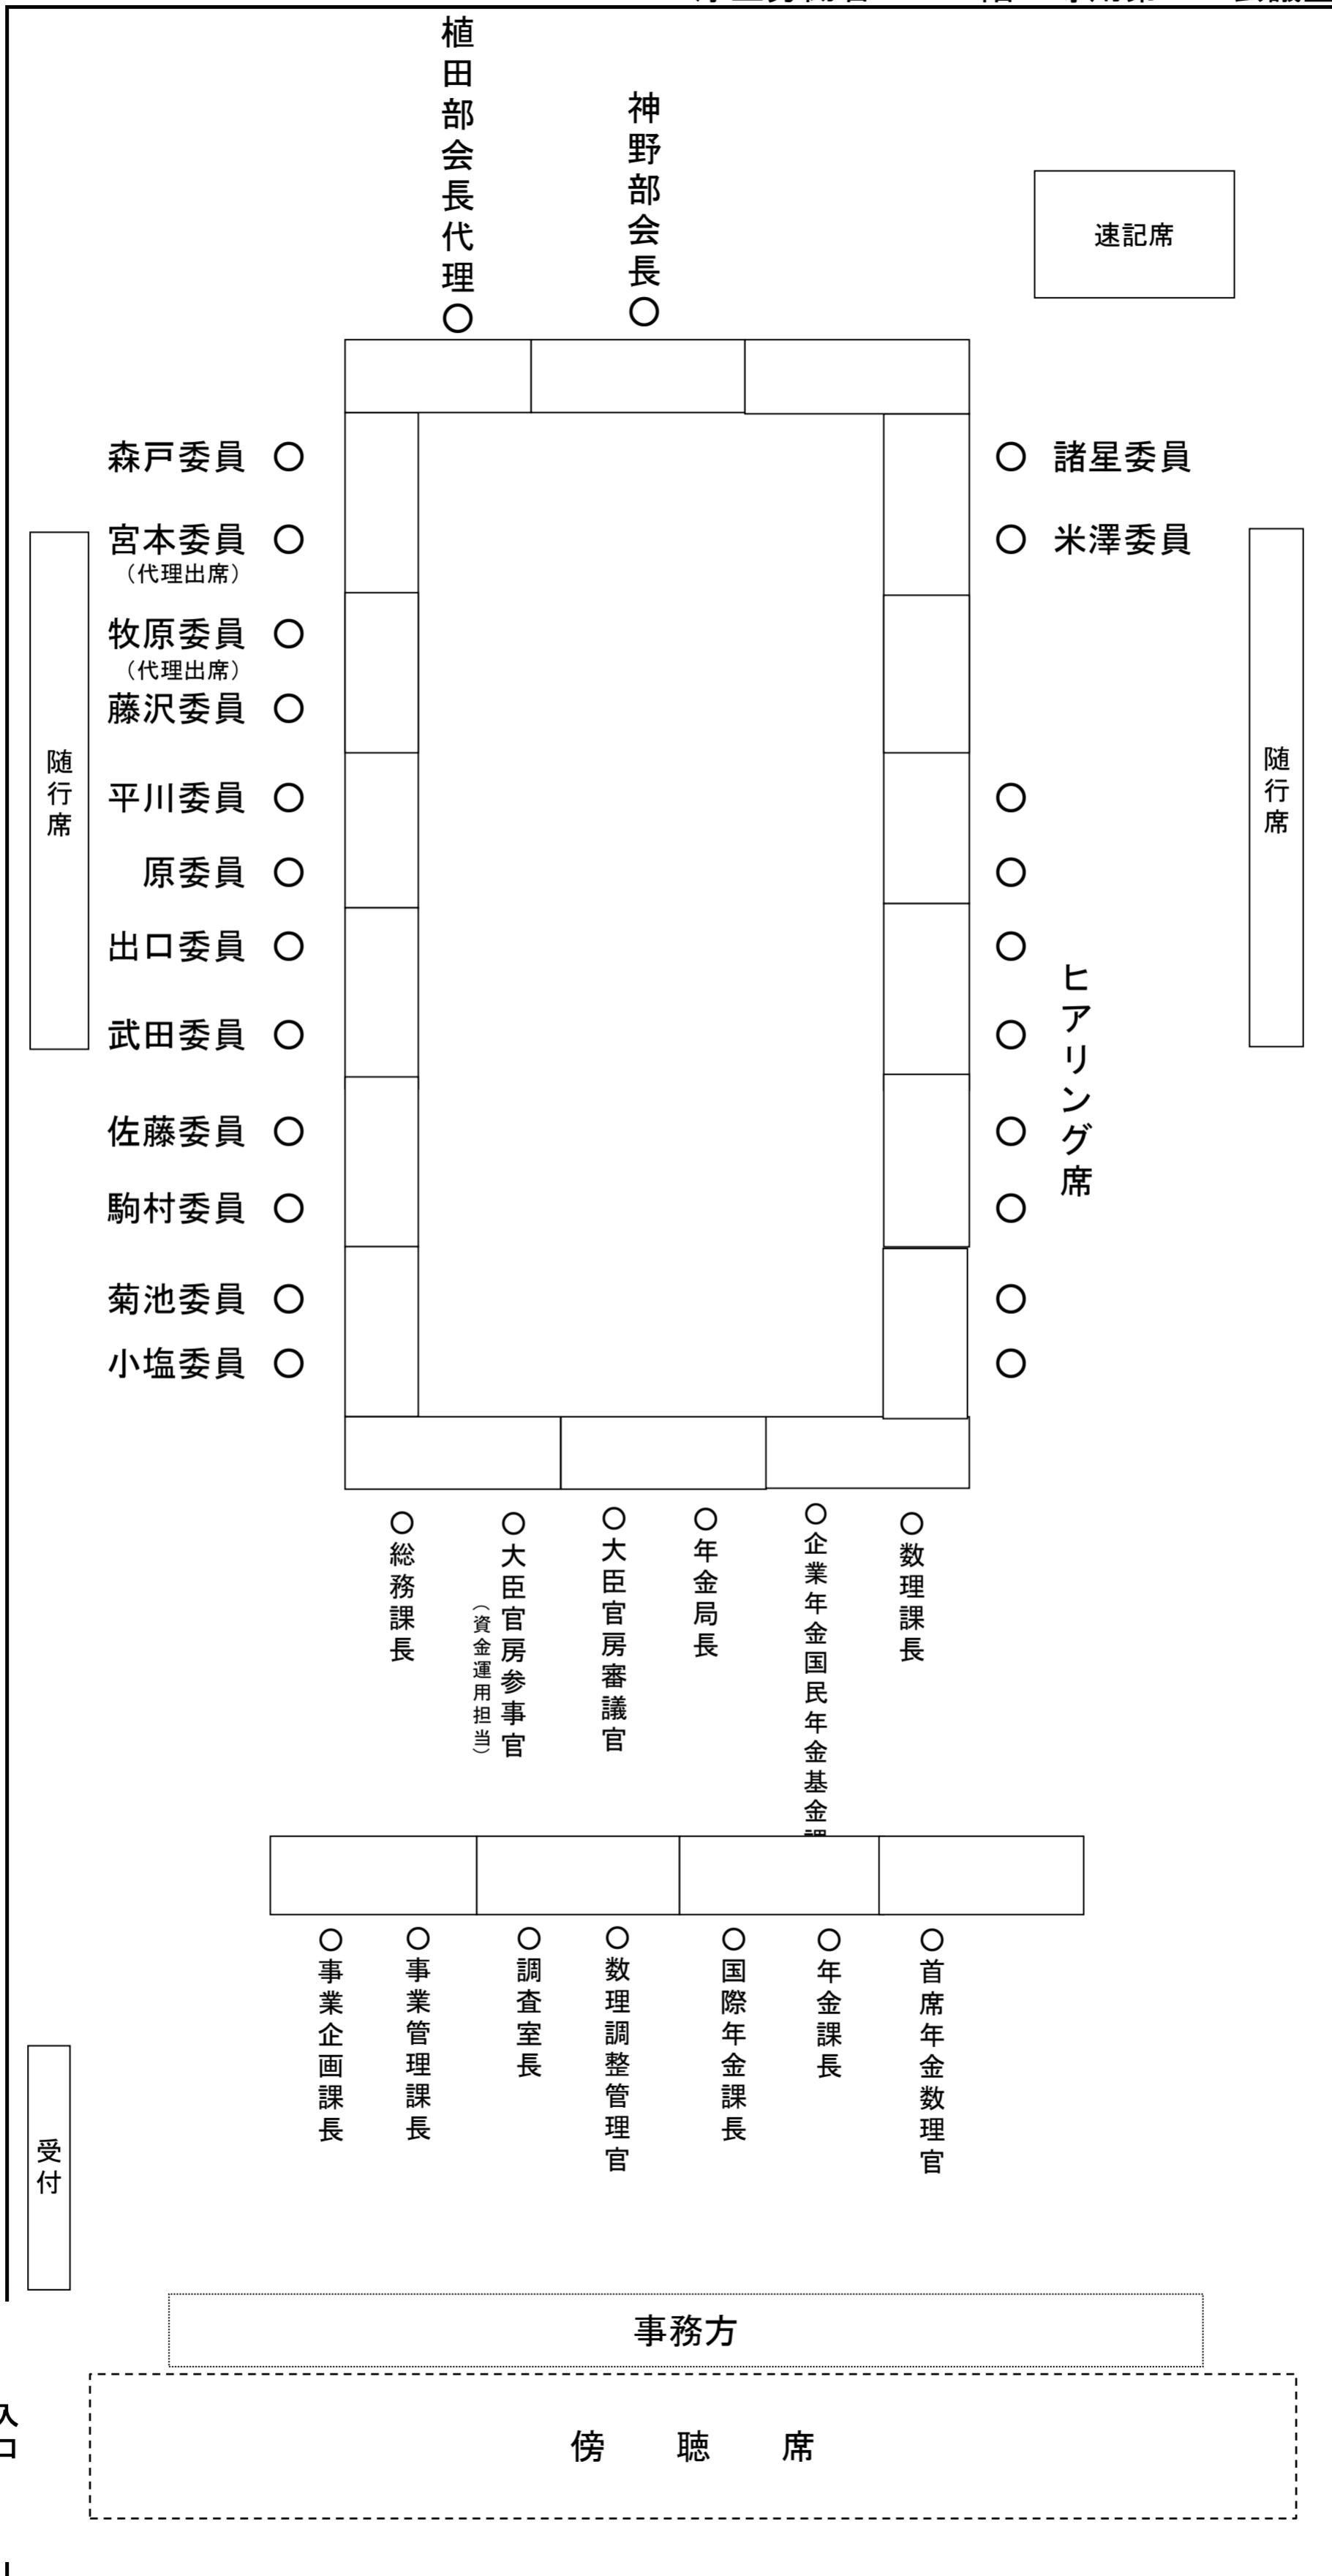 植田部会長代理○
神野部会長○
速記席
森戸委員 ○
宮本委員 ○
（代理出席）
牧原委員 ○
（代理出席）
藤沢委員 ○
平川委員 ○
原委員 ○
出口委員 ○
武田委員 ○
佐藤委員 ○
駒村委員 ○
菊池委員 ○
小塩委員 ○
○ 諸星委員
○ 米澤委員
○
○
○
○
○
○
○
○
ヒアリング席
随行席
随行席
○総務課長
○大臣官房参事官
（資金運用担当）
○大臣官房審議官
○年金局長
○企業年金国民年金基金課
○数理課長
○事業企画課長
○事業管理課長
○調査室長
○数理調整管理官
○国際年金課長
○年金課長
○首席年金数理官
受付
事務方
傍 聴 席
入口